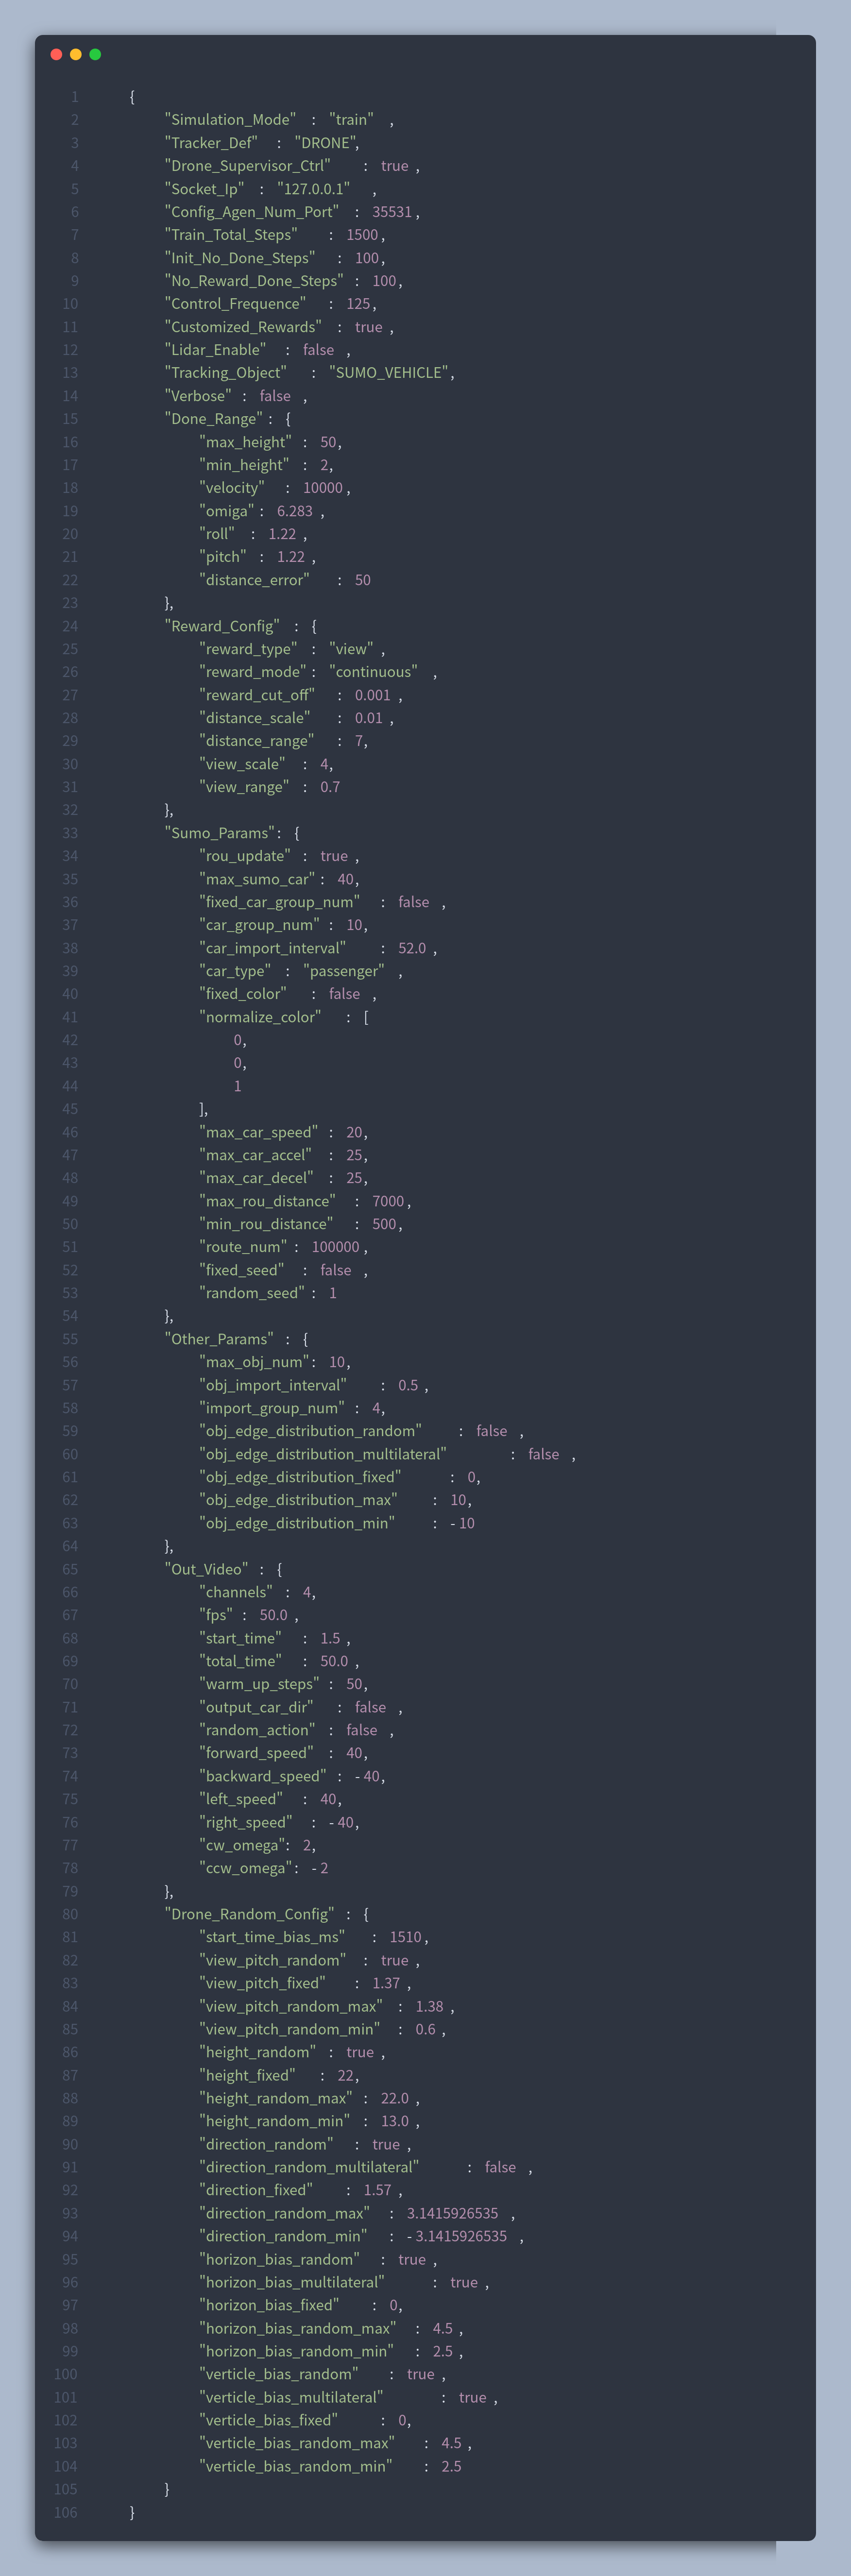 1 {
2 "Simulation_Mode" : "train" ,
3 "Tracker_Def" : "DRONE",
4 "Drone_Supervisor_Ctrl" : true ,
5 "Socket_Ip" : "127.0.0.1" ,
6 "Config_Agen_Num_Port" : 35531,
7 "Train_Total_Steps" : 1500,
8 "Init_No_Done_Steps" : 100,
9 "No_Reward_Done_Steps" : 100,
10 "Control_Frequence" : 125,
11 "Customized_Rewards" : true ,
12 "Lidar_Enable" : false ,
13 "Tracking_Object" : "SUMO_VEHICLE",
14 "Verbose" : false ,
15 "Done_Range" : {
16 "max_height" : 50,
17 "min_height" : 2,
18 "velocity" : 10000,
19 "omiga" : 6.283 ,
20 "roll" : 1.22 ,
21 "pitch" : 1.22 ,
22 "distance_error" : 50
23 },
24 "Reward_Config" : {
25 "reward_type" : "view" ,
26 "reward_mode" : "continuous" ,
27 "reward_cut_off" : 0.001 ,
28 "distance_scale" : 0.01 ,
29 "distance_range" : 7,
30 "view_scale" : 4,
31 "view_range" : 0.7
32 },
33 "Sumo_Params" : {
34 "rou_update" : true ,
35 "max_sumo_car" : 40,
36 "fixed_car_group_num" : false ,
37 "car_group_num" : 10,
38 "car_import_interval" : 52.0 ,
39 "car_type" : "passenger" ,
40 "fixed_color" : false ,
41 "normalize_color" : [
42 0,
43 0,
44 1
45 ],
46 "max_car_speed" : 20,
47 "max_car_accel" : 25,
48 "max_car_decel" : 25,
49 "max_rou_distance" : 7000,
50 "min_rou_distance" : 500,
51 "route_num" : 100000,
52 "fixed_seed" : false ,
53 "random_seed" : 1
54 },
55 "Other_Params" : {
56 "max_obj_num" : 10,
57 "obj_import_interval" : 0.5 ,
58 "import_group_num" : 4,
59 "obj_edge_distribution_random" : false ,
60 "obj_edge_distribution_multilateral" : false ,
61 "obj_edge_distribution_fixed" : 0,
62 "obj_edge_distribution_max" : 10,
63 "obj_edge_distribution_min" : -10
64 },
65 "Out_Video" : {
66 "channels" : 4,
67 "fps" : 50.0 ,
68 "start_time" : 1.5 ,
69 "total_time" : 50.0 ,
70 "warm_up_steps" : 50,
71 "output_car_dir" : false ,
72 "random_action" : false ,
73 "forward_speed" : 40,
74 "backward_speed" : -40,
75 "left_speed" : 40,
76 "right_speed" : -40,
77 "cw_omega" : 2,
78 "ccw_omega" : -2
79 },
80 "Drone_Random_Config" : {
81 "start_time_bias_ms" : 1510,
82 "view_pitch_random" : true ,
83 "view_pitch_fixed" : 1.37 ,
84 "view_pitch_random_max" : 1.38 ,
85 "view_pitch_random_min" : 0.6 ,
86 "height_random" : true ,
87 "height_fixed" : 22,
88 "height_random_max" : 22.0 ,
89 "height_random_min" : 13.0 ,
90 "direction_random" : true ,
91 "direction_random_multilateral" : false ,
92 "direction_fixed" : 1.57 ,
93 "direction_random_max" : 3.1415926535 ,
94 "direction_random_min" : -3.1415926535 ,
95 "horizon_bias_random" : true ,
96 "horizon_bias_multilateral" : true ,
97 "horizon_bias_fixed" : 0,
98 "horizon_bias_random_max" : 4.5 ,
99 "horizon_bias_random_min" : 2.5 ,
100 "verticle_bias_random" : true ,
101 "verticle_bias_multilateral" : true ,
102 "verticle_bias_fixed" : 0,
103 "verticle_bias_random_max" : 4.5 ,
104 "verticle_bias_random_min" : 2.5
105 }
106 }